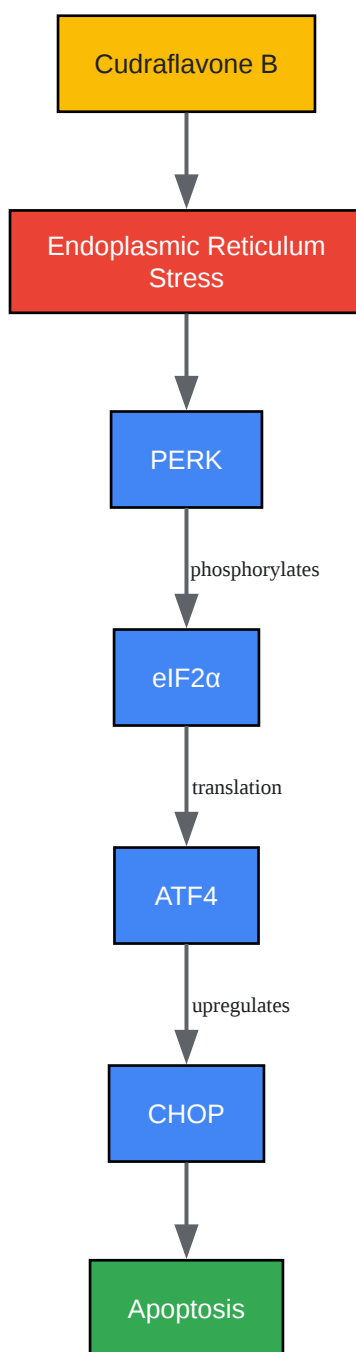 Cudraflavone B
Endoplasmic Reticulum
Stress
PERK
phosphorylates
eIF2α
translation
ATF4
upregulates
CHOP
Apoptosis